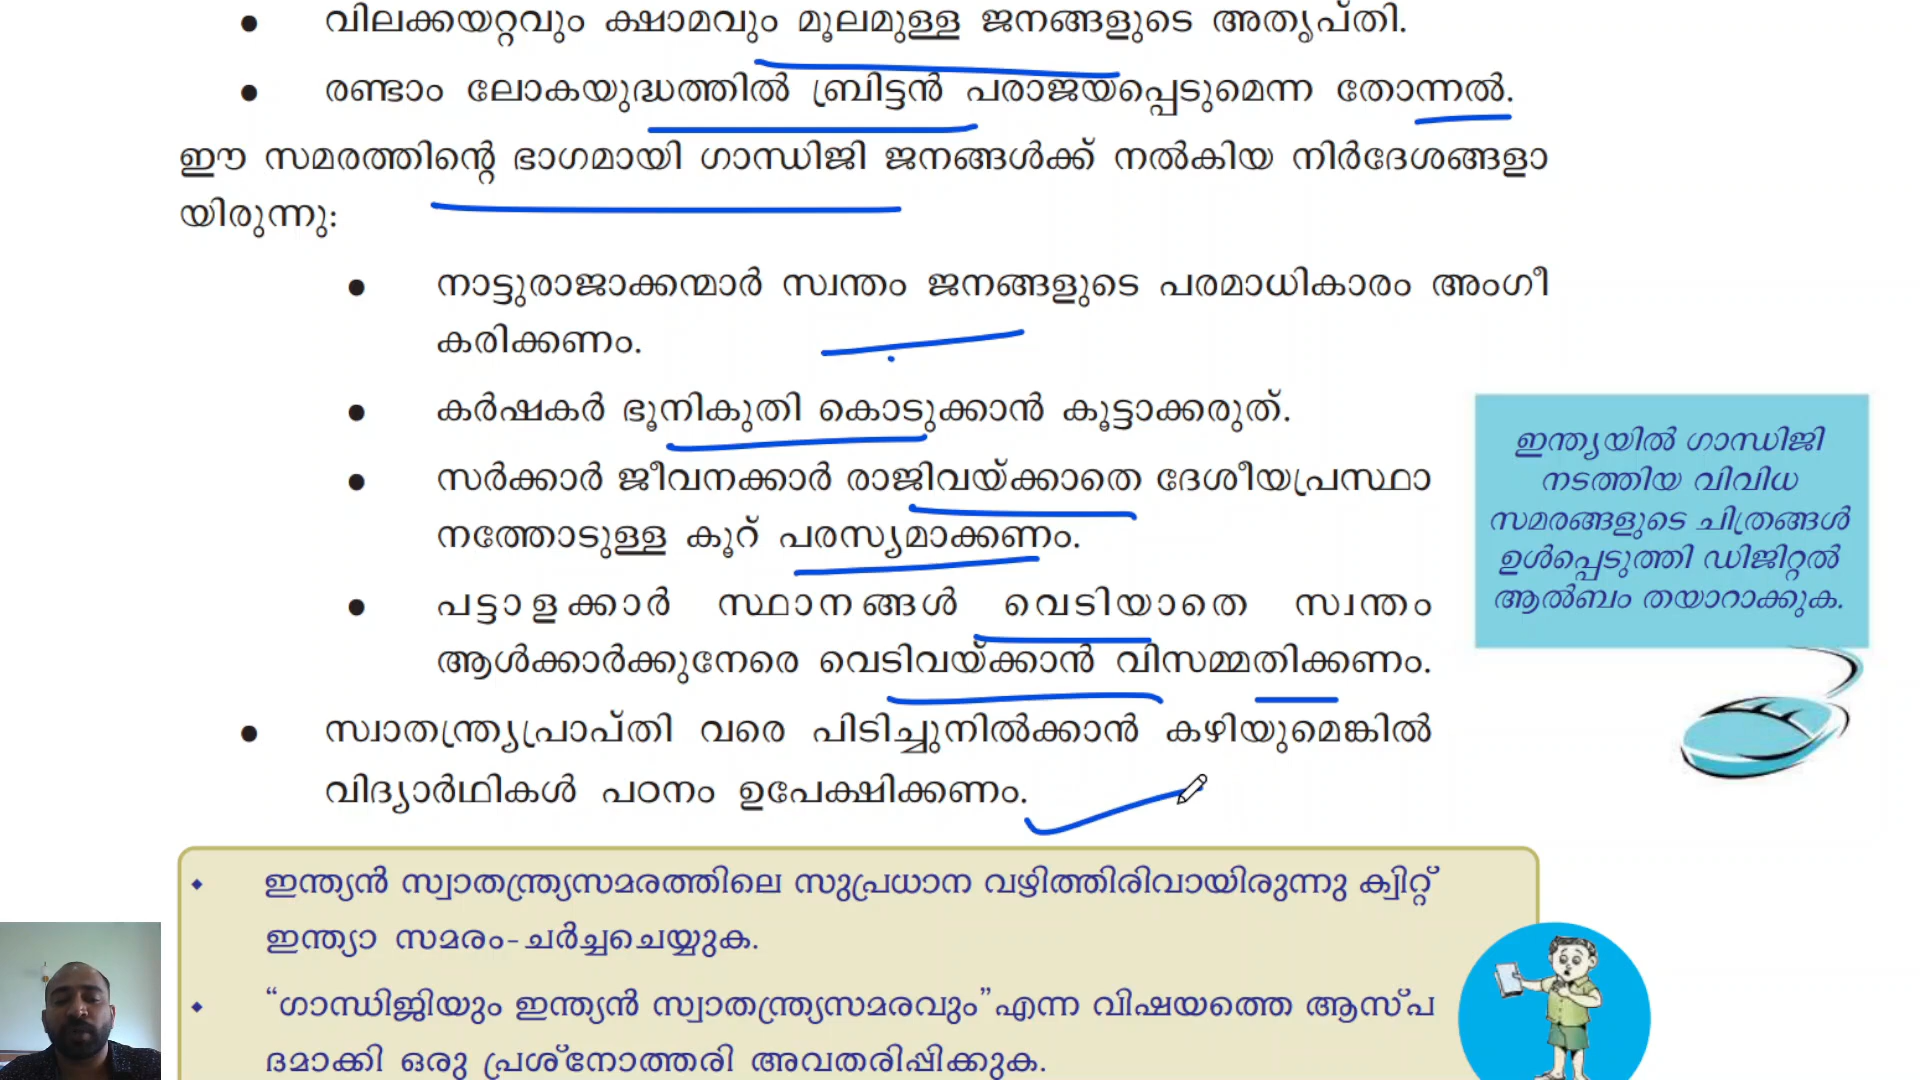 ● വിലക്കയറ്റവും ക്ഷാമവും മൂലമുള്ള ജനങ്ങളുടെ അതൃപ്തി.
● രണ്ടാം ലോകയുദ്ധത്തിൽ ബ്രിട്ടൻ പരാജയപ്പെടുമെന്ന തോന്നൽ.
ഈ സമരത്തിന്റെ ഭാഗമായി ഗാന്ധിജി ജനങ്ങൾക്ക് നൽകിയ നിർദേശങ്ങളാ
യിരുന്നു:
● നാട്ടുരാജാക്കന്മാർ സ്വന്തം ജനങ്ങളുടെ പരമാധികാരം അംഗീ
കരിക്കണം.
● കർഷകർ ഭൂനികുതി കൊടുക്കാൻ കൂട്ടാക്കരുത്.
● സർക്കാർ ജീവനക്കാർ രാജിവയ്ക്കാതെ ദേശീയപ്രസ്ഥാ
നത്തോടുള്ള കൂറ് പരസ്യമാക്കണം.
● പട്ടാളക്കാർ സ്ഥാനങ്ങൾ വെടിയാതെ സ്വന്തം
ആൾക്കാർക്കുനേരെ വെടിവയ്ക്കാൻ വിസമ്മതിക്കണം.
● സ്വാതന്ത്ര്യപ്രാപ്തി വരെ പിടിച്ചുനിൽക്കാൻ കഴിയുമെങ്കിൽ
വിദ്യാർഥികൾ പഠനം ഉപേക്ഷിക്കണം.
ഇന്ത്യയിൽ ഗാന്ധിജി
നടത്തിയ വിവിധ
സമരങ്ങളുടെ ചിത്രങ്ങൾ
ഉൾപ്പെടുത്തി ഡിജിറ്റൽ
ആൽബം തയാറാക്കുക.
◆ ഇന്ത്യൻ സ്വാതന്ത്ര്യസമരത്തിലെ സുപ്രധാന വഴിത്തിരിവായിരുന്നു ക്വിറ്റ്
ഇന്ത്യാ സമരം-ചർച്ചചെയ്യുക.
◆ “ഗാന്ധിജിയും ഇന്ത്യൻ സ്വാതന്ത്ര്യസമരവും”എന്ന വിഷയത്തെ ആസ്പ
ദമാക്കി ഒരു പ്രശ്നോത്തരി അവതരിപ്പിക്കുക.